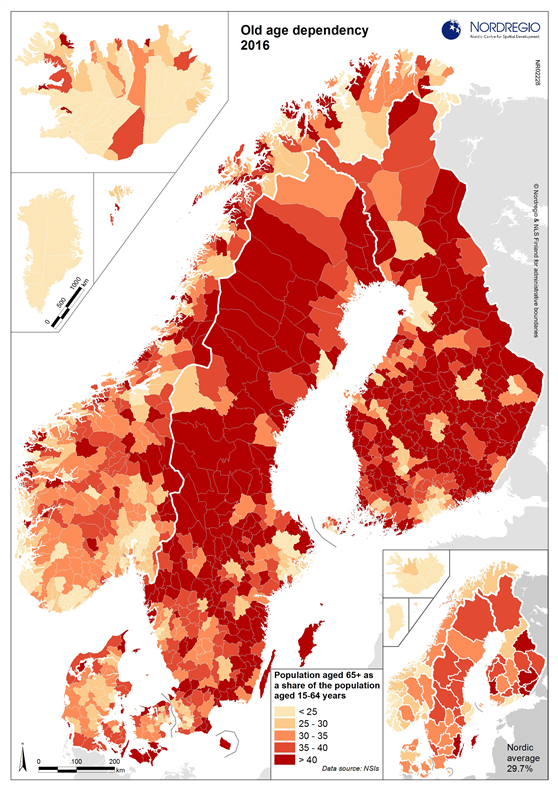 Old age dependency
2016
NORDREGIO
Nordic Centre for Spatial Development
NR02228
© Nordregio & NLS Finland for administrative boundaries
0 500 1000
km
Population aged 65+ as
a share of the population
aged 15-64 years
< 25
25 - 30
30 - 35
35 - 40
> 40
Data source: NSIs
Nordic
average
29.7%
N
0 100 200
km